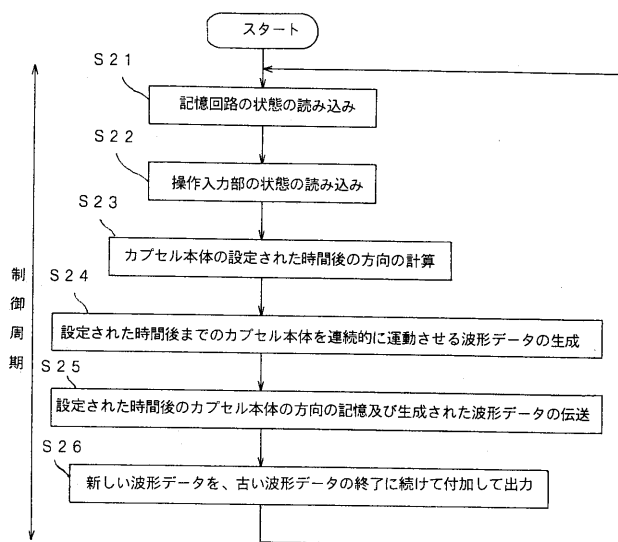 スタート
S21
記憶回路の状態の読み込み
S22
操作入力部の状態の読み込み
S23
カプセル本体の設定された時間後の方向の計算
制御周期
S24
設定された時間後までのカプセル本体を連続的に運動させる波形データの生成
S25
設定された時間後のカプセル本体の方向の記憶及び生成された波形データの伝送
S26
新しい波形データを、古い波形データの終了に続けて付加して出力